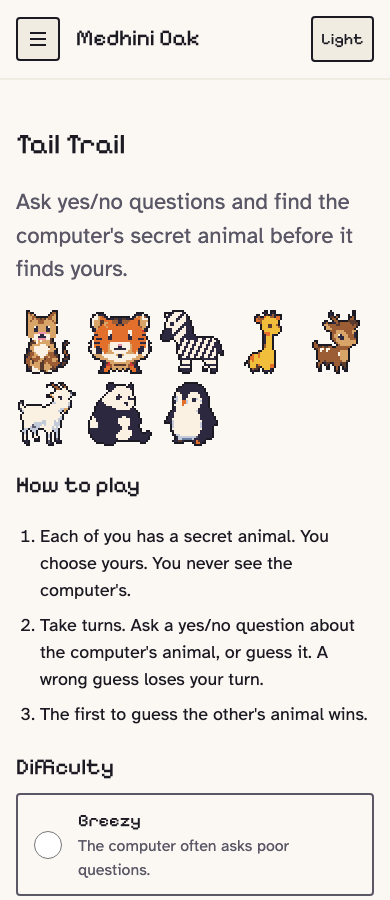 Medhini Oak
Light
Tail Trail
Ask yes/no questions and find the
computer's secret animal before it
finds yours.
How to play
1. Each of you has a secret animal. You
choose yours. You never see the
computer's.
2. Take turns. Ask a yes/no question about
the computer's animal, or guess it. A
wrong guess loses your turn.
3. The first to guess the other's animal wins.
Difficulty
Breezy
The computer often asks poor
questions.